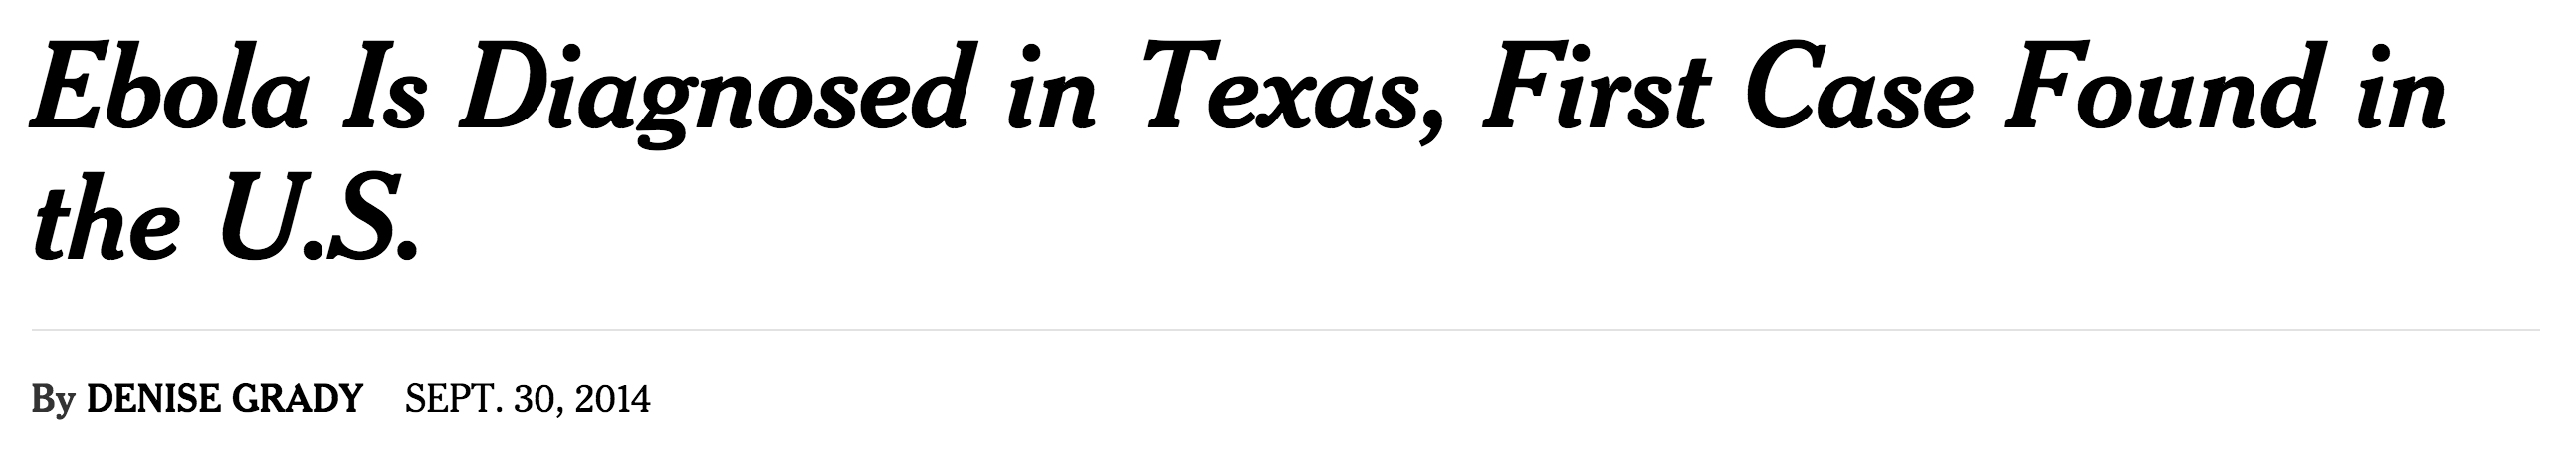 Ebola Is Diagnosed in Texas, First Case Found in
the U.S.
By DENISE GRADY SEPT. 30, 2014